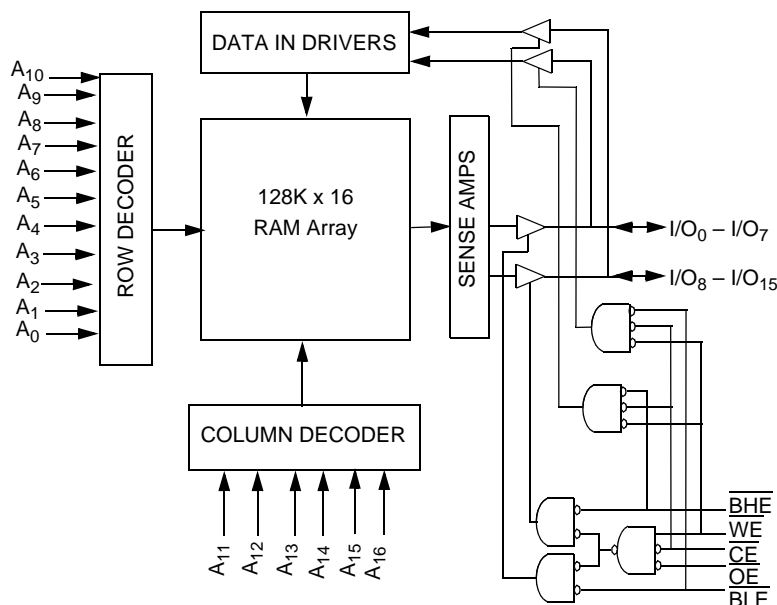 DATA IN DRIVERS
A10
A9
A8
A7
A6
A5
A4
A3
A2
A1
A0
ROW DECODER
128K x 16
RAM Array
SENSE AMPS
I/O0 – I/O7
I/O8 – I/O15
COLUMN DECODER
A11
A12
A13
A14
A15
A16
BHE
WE
CE
OE
BLE